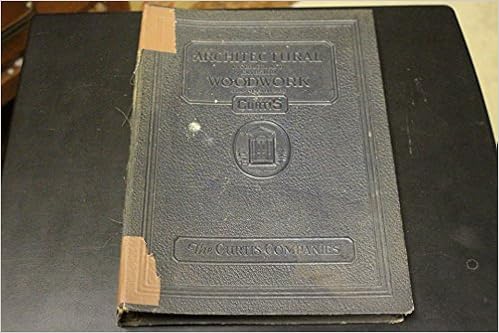 ARCHITECTURAL
WOODWORK
CURTIS
The CURTIS COMPANIES